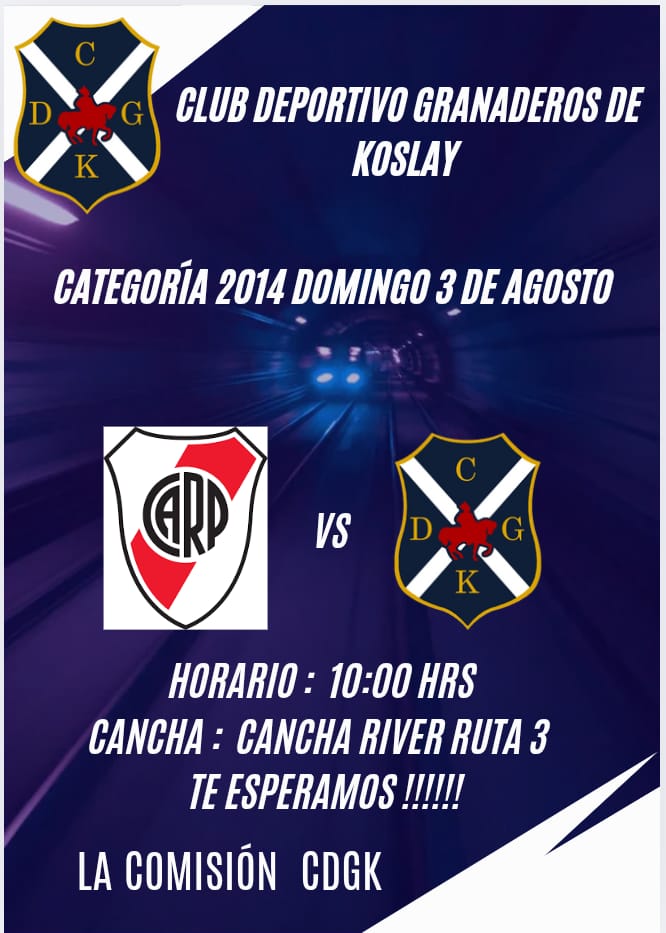 C
D G
K
CLUB DEPORTIVO GRANADEROS DE
KOSLAY
CATEGORÍA 2014 DOMINGO 3 DE AGOSTO
CARP
VS
C
D G
K
HORARIO : 10:00 HRS
CANCHA : CANCHA RIVER RUTA 3
TE ESPERAMOS !!!!!!
LA COMISIÓN CDGK